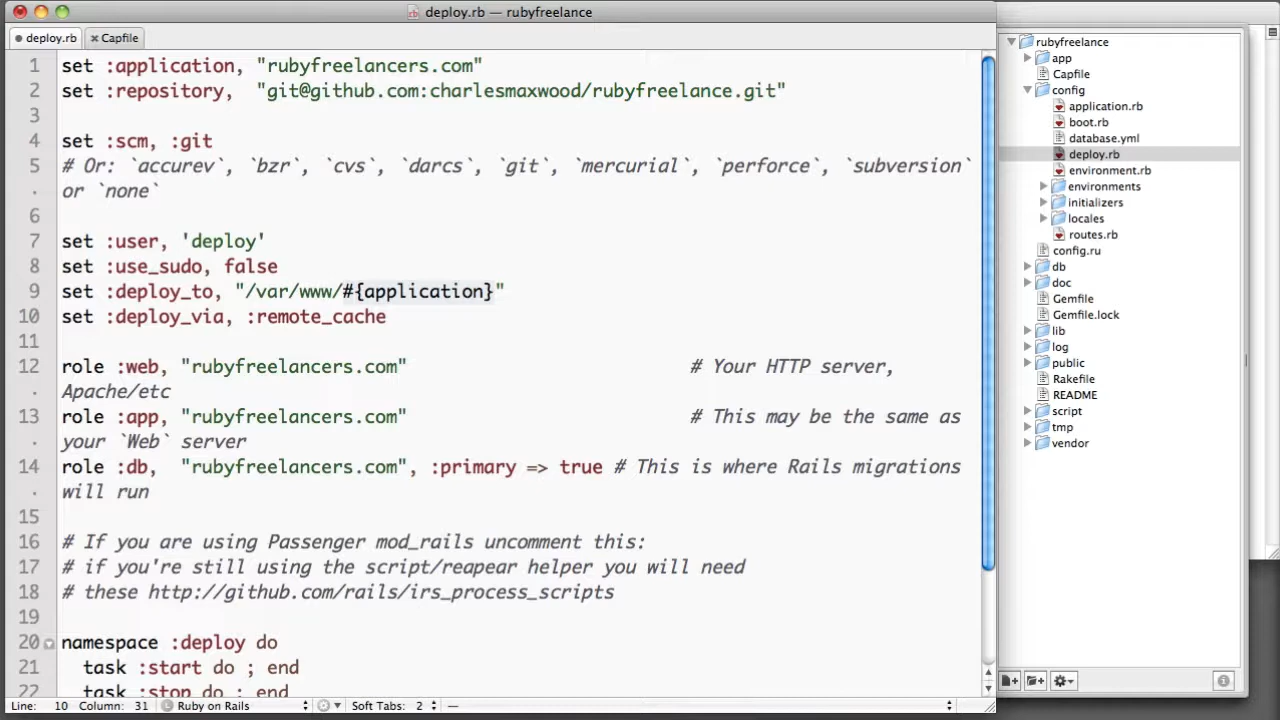 deploy.rb — rubyfreelance
deploy.rb
Capfile
1 set :application, "rubyfreelancers.com"
2 set :repository,  "git@github.com:charlesmaxwood/rubyfreelance.git"
3
4 set :scm, :git
5 # Or: `accurev`, `bzr`, `cvs`, `darcs`, `git`, `mercurial`, `perforce`, `subversion`
or `none`
6
7 set :user, 'deploy'
8 set :use_sudo, false
9 set :deploy_to, "/var/www/#{application}"
10 set :deploy_via, :remote_cache
11
12 role :web, "rubyfreelancers.com" # Your HTTP server,
Apache/etc
13 role :app, "rubyfreelancers.com" # This may be the same as
your `Web` server
14 role :db,  "rubyfreelancers.com", :primary => true # This is where Rails migrations
will run
15
16 # If you are using Passenger mod_rails uncomment this:
17 # if you're still using the script/reapear helper you will need
18 # these http://github.com/rails/irs_process_scripts
19
20 namespace :deploy do
21   task :start do ; end
22   task :stop do ; end
Line: 10 Column: 31 Ruby on Rails Soft Tabs: 2 —
rubyfreelance
app
Capfile
config
application.rb
boot.rb
database.yml
deploy.rb
environment.rb
environments
initializers
locales
routes.rb
config.ru
db
doc
Gemfile
Gemfile.lock
lib
log
public
Rakefile
README
script
tmp
vendor